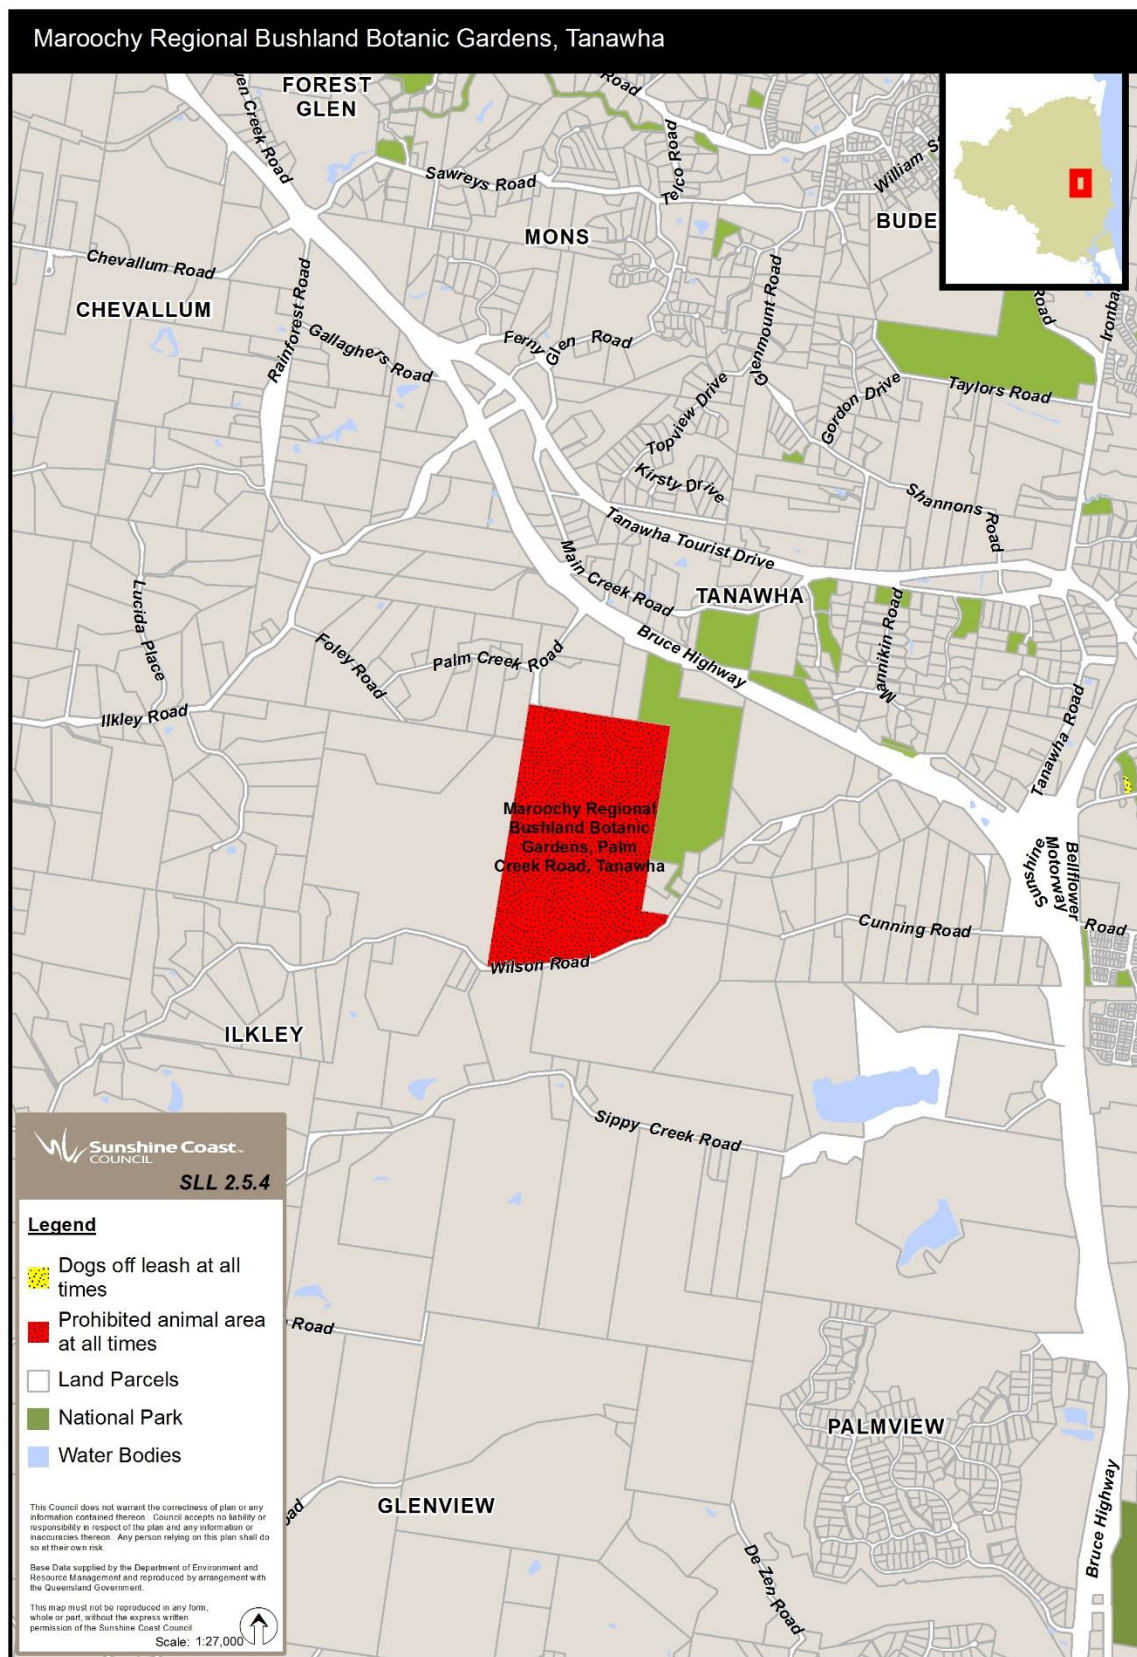 Maroochy Regional Bushland Botanic Gardens, Tanawha
FOREST
GLEN
Creek Road
Road
Telco Road
William
Sawreys Road
MONS
BUDE
Chevallum Road
CHEVALLUM
Rainforest Road
Gallaghers Road
Ferny Glen Road
Glenmount Road
Road
Taylors Road
Topview Drive
Gordon Drive
Kirsty Drive
Shannons Road
Tanawha Tourist Drive
Main Creek Road
TANAWHA
Lucida Place
Foley Road
Palm Creek Road
Bruce Highway
Mannikin Road
Ilkley Road
Tanawha Road
Maroochy Regional
Bushland Botanic
Gardens, Palm
Creek Road, Tanawha
Sunshine
Motorway
Bellflower
Road
Cunning Road
Wilson Road
ILKLEY
Sippy Creek Road
Sunshine Coast
COUNCIL
SLL 2.5.4
Legend
Dogs off leash at all
times
Prohibited animal area
at all times
Land Parcels
National Park
Water Bodies
Road
PALMVIEW
GLENVIEW
De Zen Road
Bruce Highway
This Council does not warrant the correctness of plan or any
information contained thereon. Council accepts no liability or
responsibility in respect of the plan and any information or
inaccuracies thereon. Any person relying on this plan shall do
so at their own risk.
Base Data supplied by the Department of Environment and
Resource Management and reproduced by arrangement with
the Queensland Government.
This map must not be reproduced in any form,
whole or part, without the express written
permission of the Sunshine Coast Council.
Scale: 1:27,000